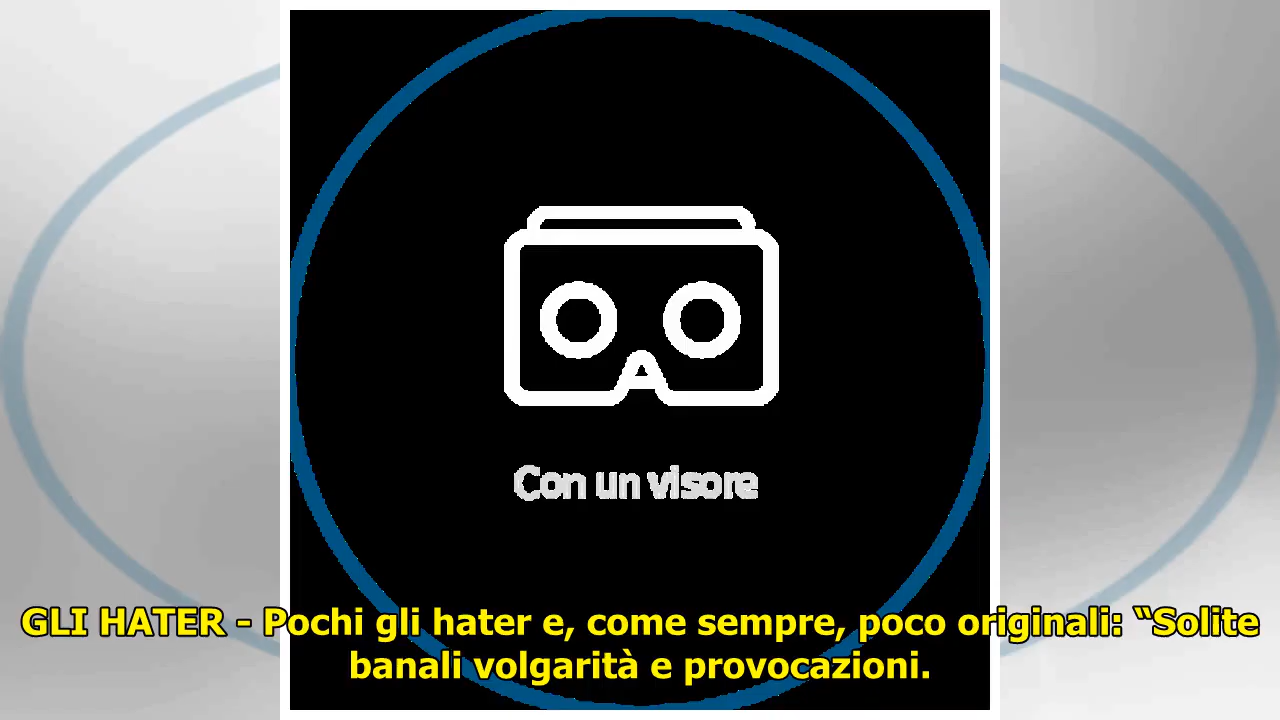 Con un visore
GLI HATER - Pochi gli hater e, come sempre, poco originali: “Solite
banali volgarità e provocazioni.